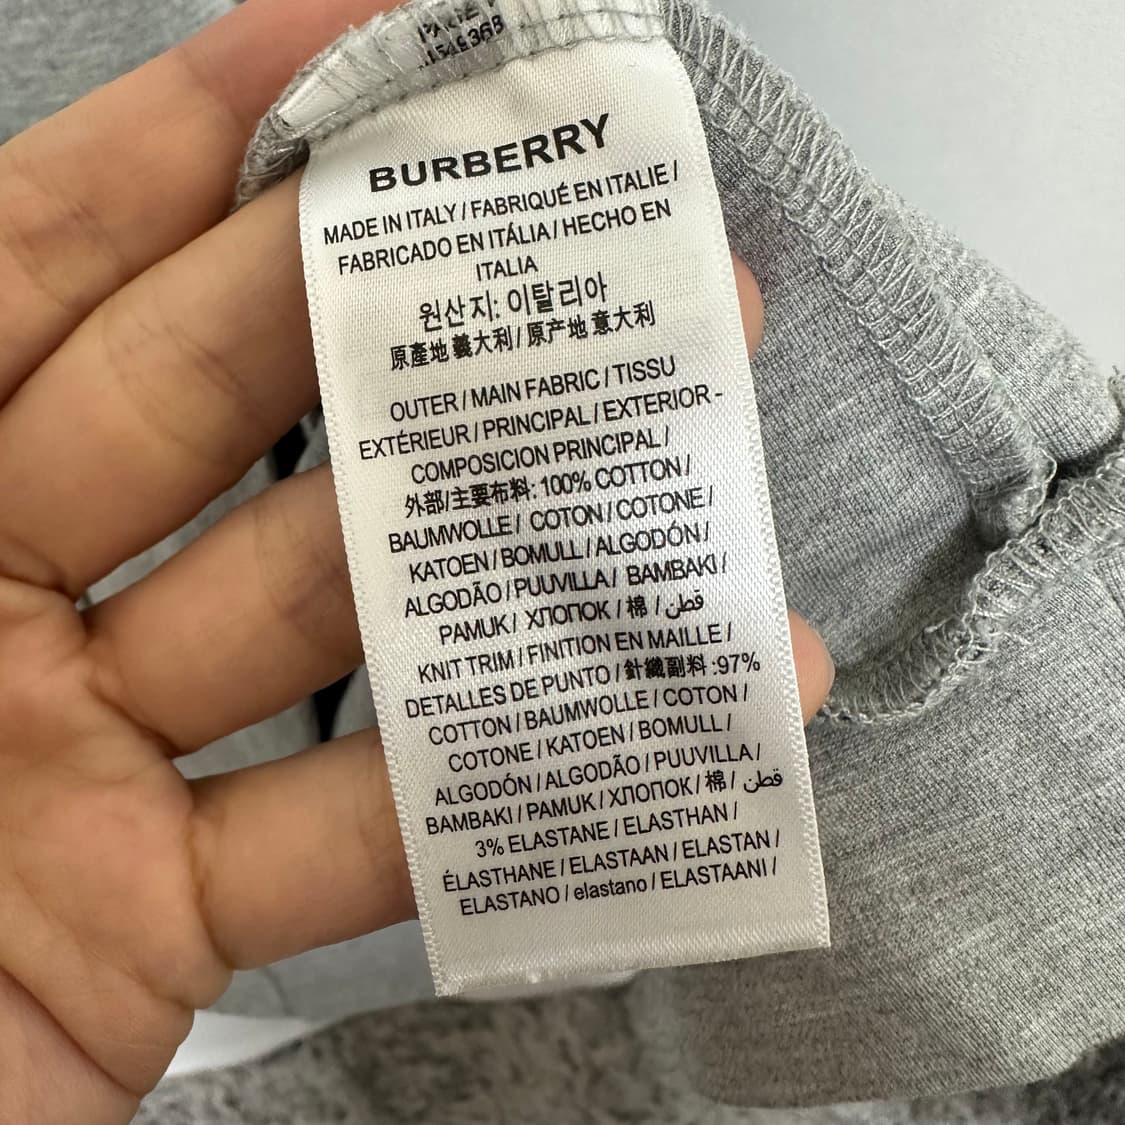 BURBERRY
MADE IN ITALY / FABRIQUÉ EN ITALIE /
FABRICADO EN ITÁLIA / HECHO EN
ITALIA
원산지: 이탈리아
原產地 義大利 / 原产地 意大利
OUTER / MAIN FABRIC / TISSU
EXTÉRIEUR / PRINCIPAL / EXTERIOR -
COMPOSICION PRINCIPAL /
外部/主要布料: 100% COTTON /
BAUMWOLLE / COTON / COTONE /
KATOEN / BOMULL / ALGODÓN /
ALGODÃO / PUUVILLA / BAMBAKI /
PAMUK / ХЛОПОК / 棉 / قطن
KNIT TRIM / FINITION EN MAILLE /
DETALLES DE PUNTO / 針織副料 :97%
COTTON / BAUMWOLLE / COTON /
COTONE / KATOEN / BOMULL /
ALGODÓN / ALGODÃO / PUUVILLA /
BAMBAKI / PAMUK / ХЛОПОК / 棉 / قطن
3% ELASTANE / ELASTHAN /
ÉLASTHANE / ELASTAAN / ELASTAN /
ELASTANO / elastano / ELASTAANI /